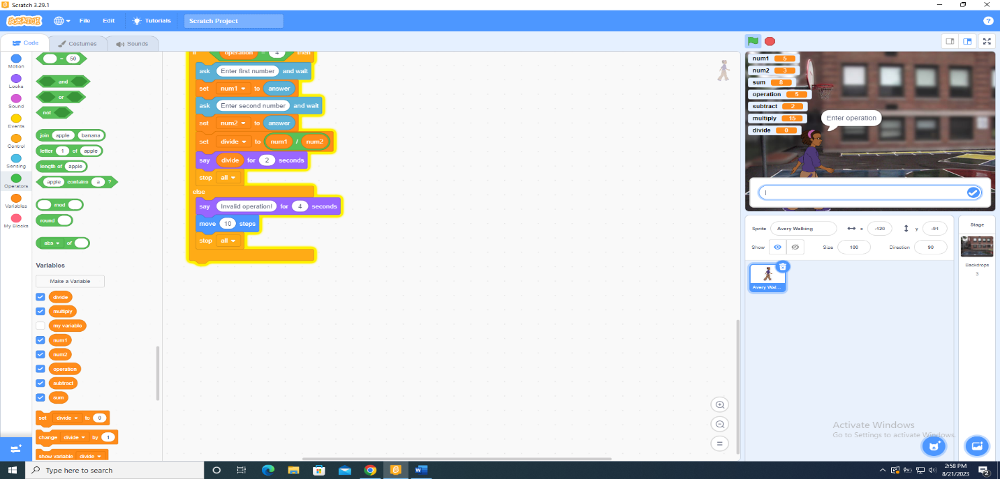 Scratch 3.29.1
SCRATCH File Edit Tutorials Scratch Project
Code Costumes Sounds
Motion
Looks
Sound
Events
Control
Sensing
Operators
Variables
My Blocks
50
and
or
not
join apple banana
letter 1 of apple
length of apple
apple contains a ?
mod
round
abs of
Variables
Make a Variable
divide
multiply
my variable
num1
num2
operation
subtract
sum
set divide to 0
change divide by 1
show variable divide
if operation = 4 then
ask Enter first number and wait
set num1 to answer
ask Enter second number and wait
set num2 to answer
set divide to num1 / num2
say divide for 2 seconds
stop all
else
say Invalid operation! for 4 seconds
move 10 steps
stop all
num1 5
num2 3
sum 8
operation 5
subtract 2
multiply 15
divide 0
Enter operation
Sprite Avery Walking x -120 y -91
Show Size 100 Direction 90
Avery Wal...
Stage
Backdrops
3
Activate Windows
Go to Settings to activate Windows.
Type here to search
2:58 PM
8/21/2023
2